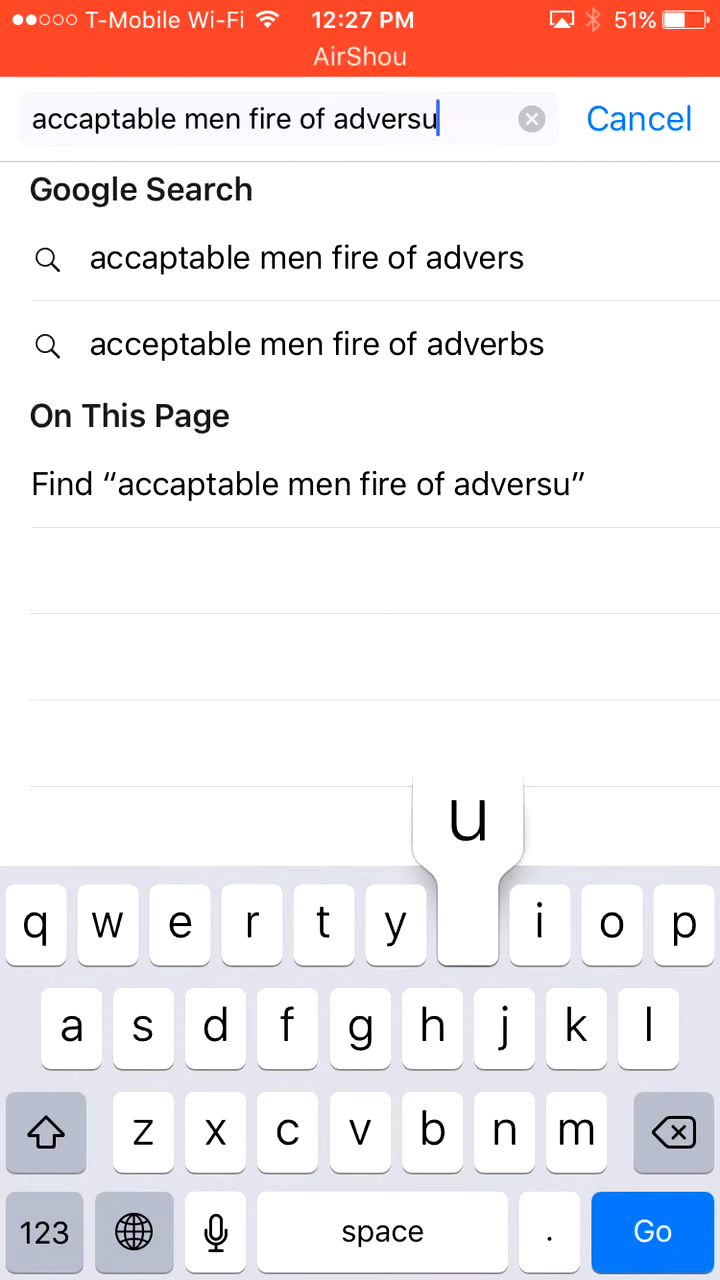 T-Mobile Wi-Fi 12:27 PM 51%
AirShou
accaptable men fire of adversu Cancel
Google Search
accaptable men fire of advers
acceptable men fire of adverbs
On This Page
Find “accaptable men fire of adversu”
u
q w e r t y i o p
a s d f g h j k l
z x c v b n m
123 space . Go